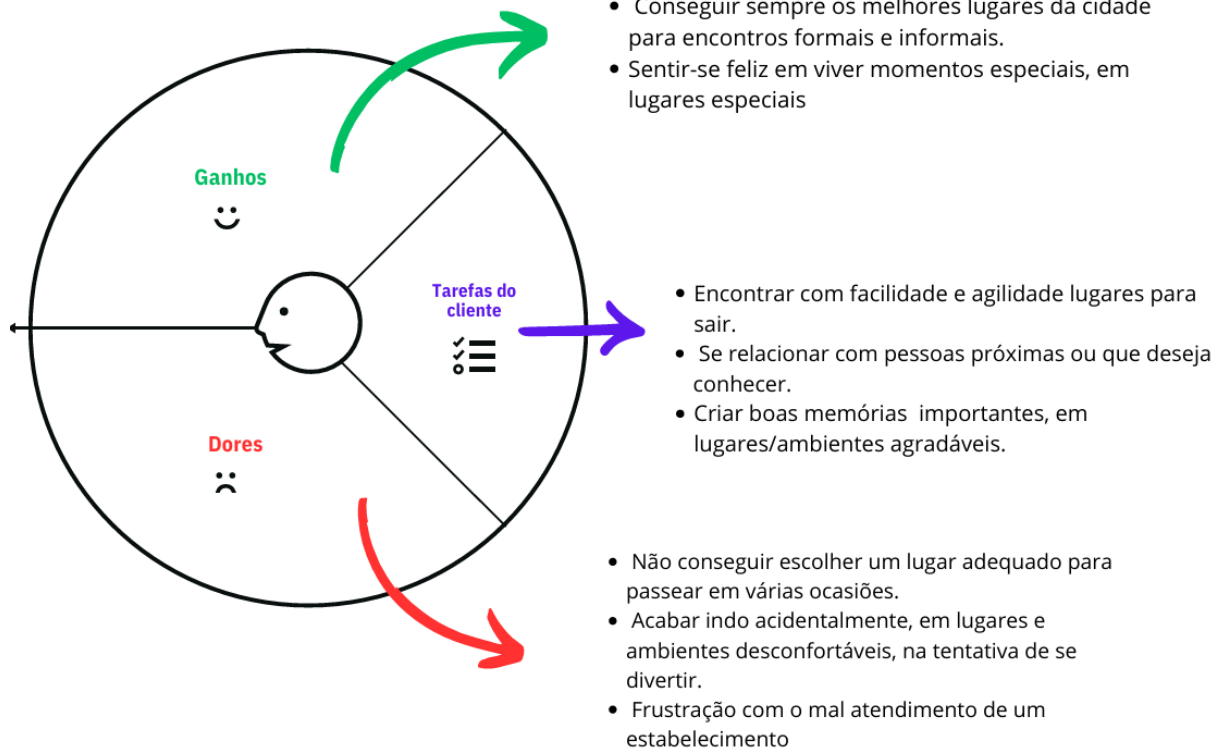 • Conseguir sempre os melhores lugares da cidade
para encontros formais e informais.
• Sentir-se feliz em viver momentos especiais, em
lugares especiais
Ganhos
Tarefas do
cliente
• Encontrar com facilidade e agilidade lugares para
sair.
• Se relacionar com pessoas próximas ou que deseja
conhecer.
• Criar boas memórias importantes, em
lugares/ambientes agradáveis.
Dores
• Não conseguir escolher um lugar adequado para
passear em várias ocasiões.
• Acabar indo acidentalmente, em lugares e
ambientes desconfortáveis, na tentativa de se
divertir.
• Frustração com o mal atendimento de um
estabelecimento